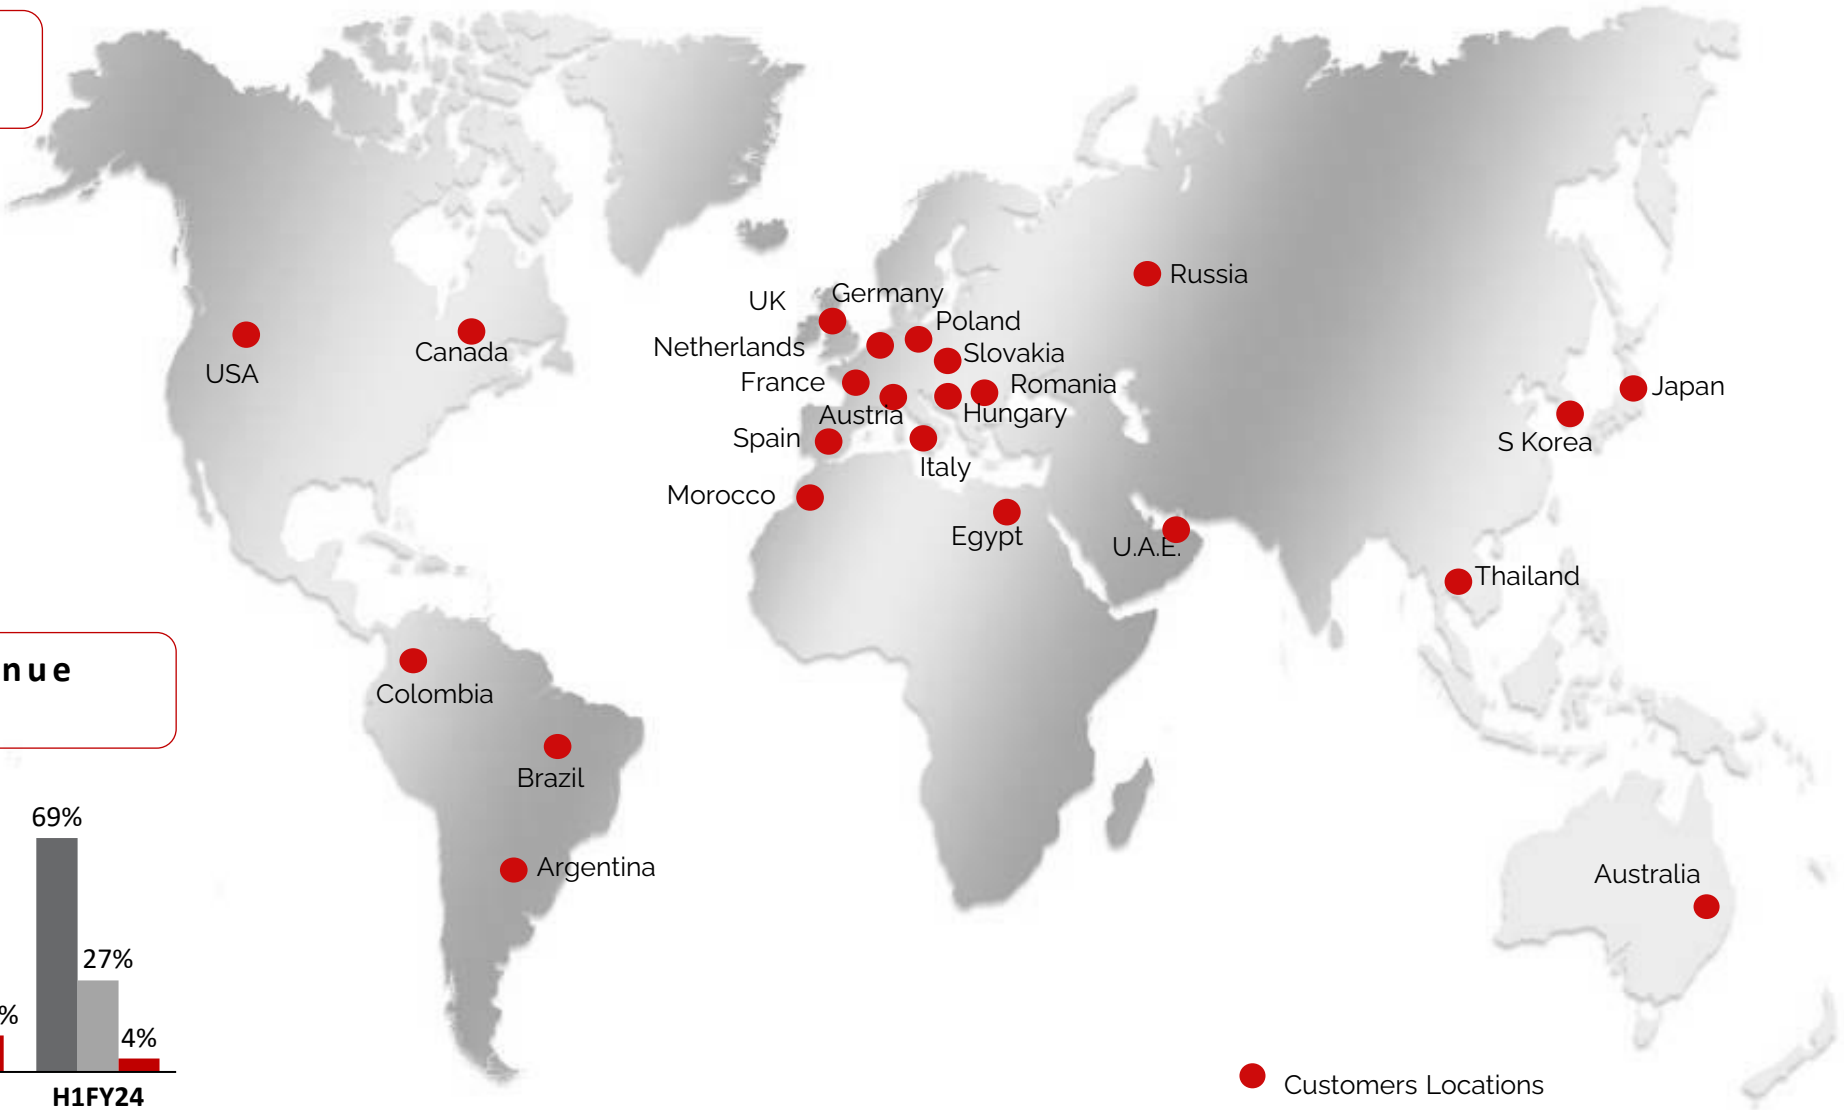 Russia
UK
Germany
Poland
Netherlands
Slovakia
Canada
USA
France
Romania
Japan
Austria
Hungary
Spain
S Korea
Italy
Morocco
Egypt
U.A.E.
Thailand
nue
Colombia
Brazil
69%
Argentina
Australia
27%
%
4%
H1FY24
Customers Locations